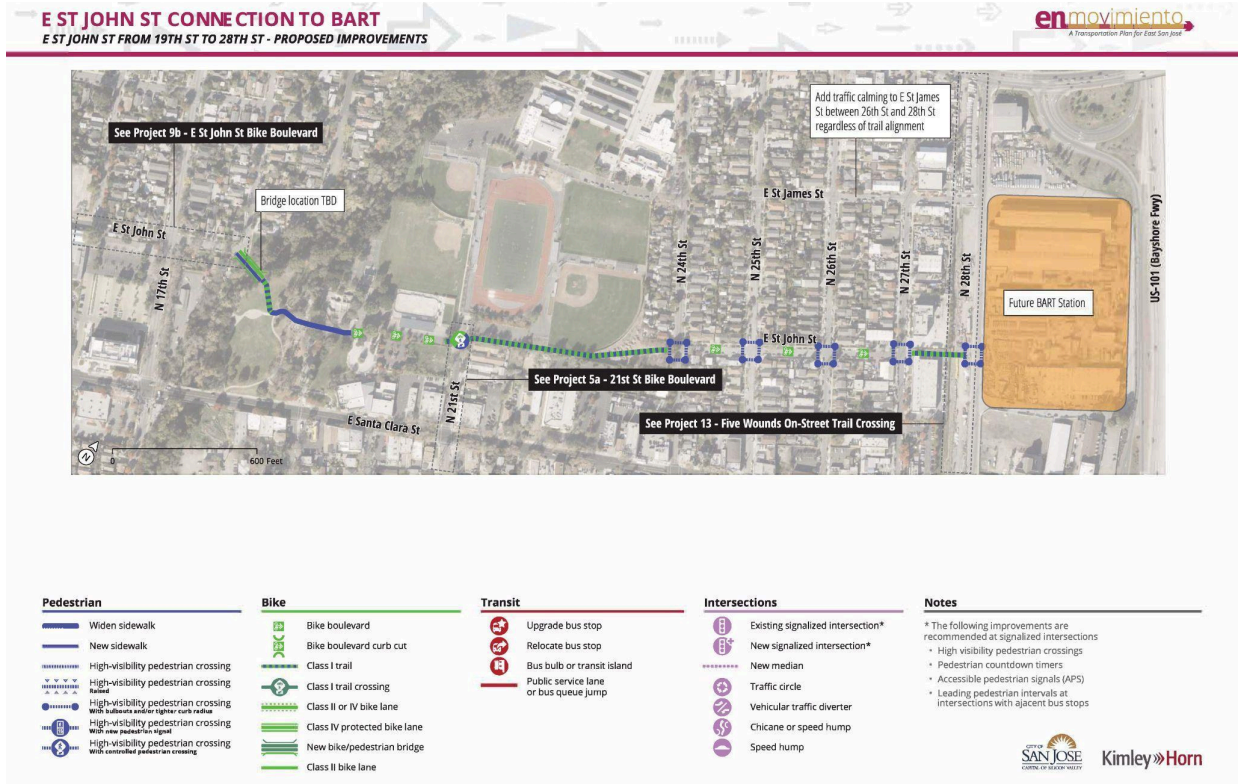 E ST JOHN ST CONNECTION TO BART
E ST JOHN ST FROM 19TH ST TO 28TH ST - PROPOSED IMPROVEMENTS
enmovimiento
A Transportation Plan for East San José
See Project 9b - E St John St Bike Boulevard
Bridge location TBD
Add traffic calming to E St James
St between 26th St and 28th St
regardless of trail alignment
E St John St
N 17th St
E St James St
N 24th St
N 25th St
N 26th St
N 27th St
N 28th St
US-101 (Bayshore Fwy)
Future BART Station
E St John St
See Project 5a - 21st St Bike Boulevard
N 21st St
E Santa Clara St
See Project 13 - Five Wounds On-Street Trail Crossing
N
0
600 Feet
Pedestrian
Widen sidewalk
New sidewalk
High-visibility pedestrian crossing
High-visibility pedestrian crossing
Raised
High-visibility pedestrian crossing
With bulbouts and/or tighter curb radius
High-visibility pedestrian crossing
With new pedestrian signal
High-visibility pedestrian crossing
With controlled pedestrian crossing
Bike
Bike boulevard
Bike boulevard curb cut
Class I trail
Class I trail crossing
Class II or IV bike lane
Class IV protected bike lane
New bike/pedestrian bridge
Class II bike lane
Transit
Upgrade bus stop
Relocate bus stop
Bus bulb or transit island
Public service lane
or bus queue jump
Intersections
Existing signalized intersection*
New signalized intersection*
New median
Traffic circle
Vehicular traffic diverter
Chicane or speed hump
Speed hump
Notes
* The following improvements are
recommended at signalized intersections
• High visibility pedestrian crossings
• Pedestrian countdown timers
• Accessible pedestrian signals (APS)
• Leading pedestrian intervals at
intersections with ajacent bus stops
CITY OF
SAN JOSE
CAPITAL OF SILICON VALLEY
Kimley»Horn